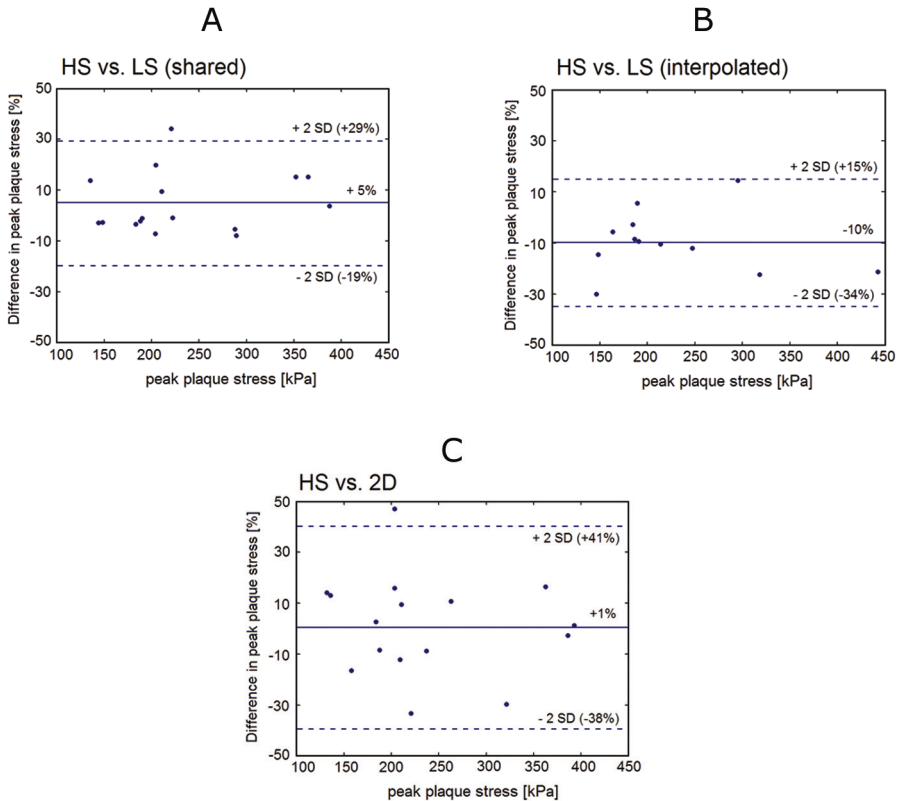 A
HS vs. LS (shared)
Difference in peak plaque stress [%]
50
30
10
-10
-30
-50
+ 2 SD (+29%)
+ 5%
- 2 SD (-19%)
100 150 200 250 300 350 400 450
peak plaque stress [kPa]
B
HS vs. LS (interpolated)
Difference in peak plaque stress [%]
50
30
10
-10
-30
-50
+ 2 SD (+15%)
-10%
- 2 SD (-34%)
100 150 200 250 300 350 400 450
peak plaque stress [kPa]
C
HS vs. 2D
Difference in peak plaque stress [%]
50
30
10
-10
-30
-50
+ 2 SD (+41%)
+1%
- 2 SD (-38%)
100 150 200 250 300 350 400 450
peak plaque stress [kPa]